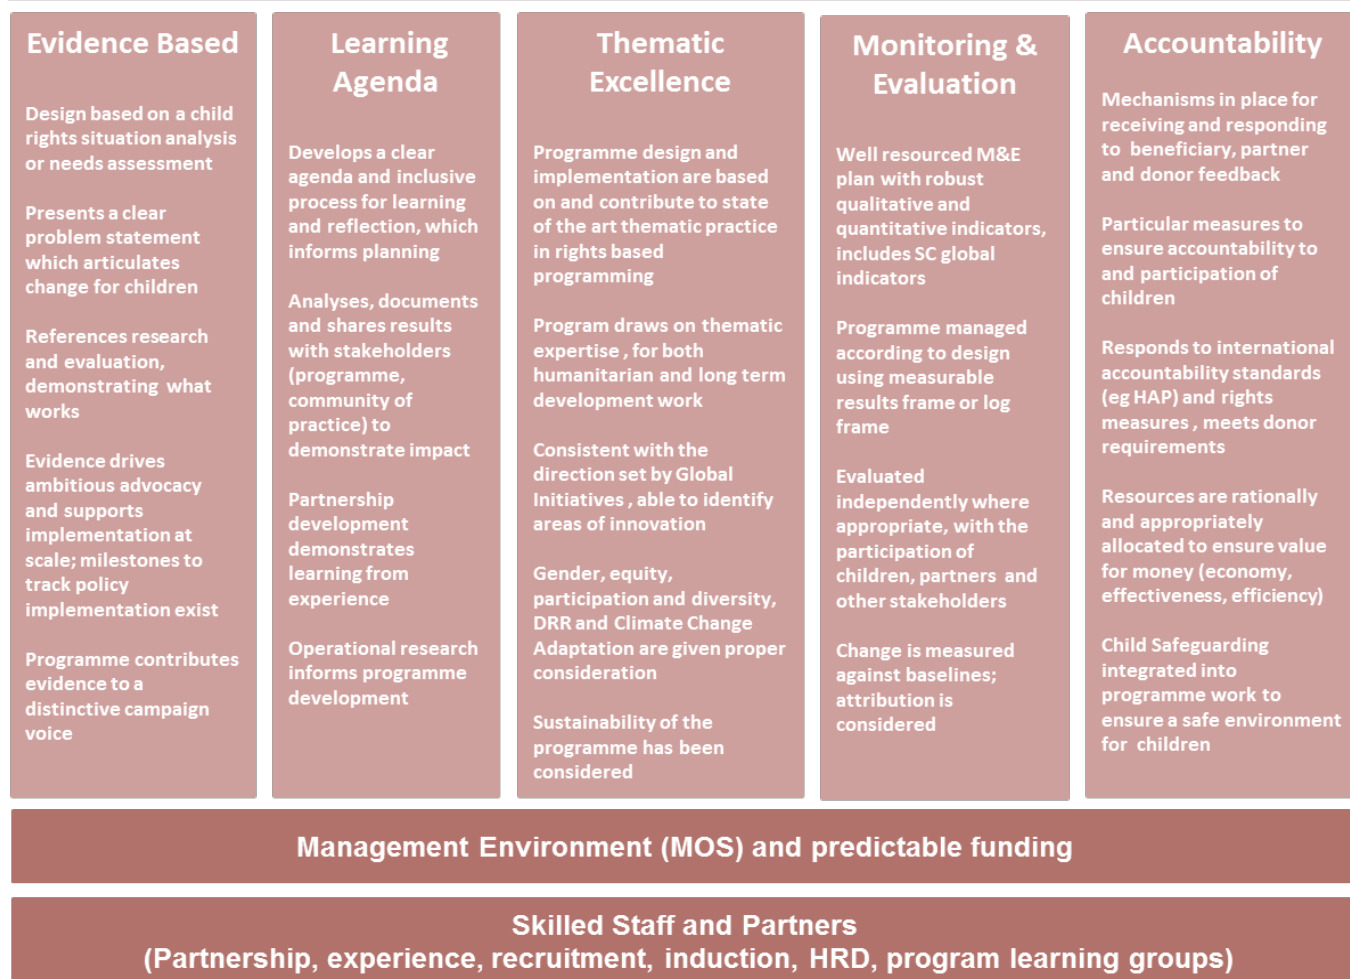 Evidence Based
Design based on a child
rights situation analysis
or needs assessment
Presents a clear
problem statement
which articulates
change for children
References research
and evaluation,
demonstrating what
works
Evidence drives
ambitious advocacy
and supports
implementation at
scale; milestones to
track policy
implementation exist
Programme contributes
evidence to a
distinctive campaign
voice
Learning
Agenda
Develops a clear
agenda and inclusive
process for learning
and reflection, which
informs planning
Analyses, documents
and shares results
with stakeholders
(programme,
community of
practice) to
demonstrate impact
Partnership
development
demonstrates
learning from
experience
Operational research
informs programme
development
Thematic
Excellence
Programme design and
implementation are based
on and contribute to state
of the art thematic practice
in rights based
programming
Program draws on thematic
expertise , for both
humanitarian and long term
development work
Consistent with the
direction set by Global
Initiatives , able to identify
areas of innovation
Gender, equity,
participation and diversity,
DRR and Climate Change
Adaptation are given proper
consideration
Sustainability of the
programme has been
considered
Monitoring &
Evaluation
Well resourced M&E
plan with robust
qualitative and
quantitative indicators,
includes SC global
indicators
Programme managed
according to design
using measurable
results frame or log
frame
Evaluated
independently where
appropriate, with the
participation of
children, partners and
other stakeholders
Change is measured
against baselines;
attribution is
considered
Accountability
Mechanisms in place for
receiving and responding
to beneficiary, partner
and donor feedback
Particular measures to
ensure accountability to
and participation of
children
Responds to international
accountability standards
(eg HAP) and rights
measures , meets donor
requirements
Resources are rationally
and appropriately
allocated to ensure value
for money (economy,
effectiveness, efficiency)
Child Safeguarding
integrated into
programme work to
ensure a safe environment
for children
Management Environment (MOS) and predictable funding
Skilled Staff and Partners
(Partnership, experience, recruitment, induction, HRD, program learning groups)